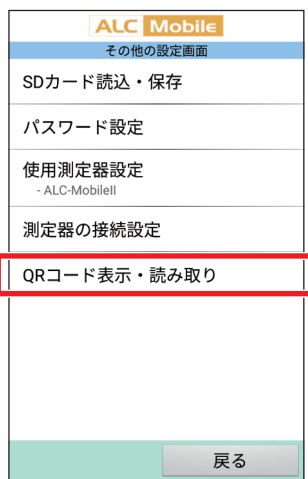 ALC Mobile
その他の設定画面
SDカード読込・保存
パスワード設定
使用測定器設定
- ALC-MobileII
測定器の接続設定
QRコード表示・読み取り
戻る